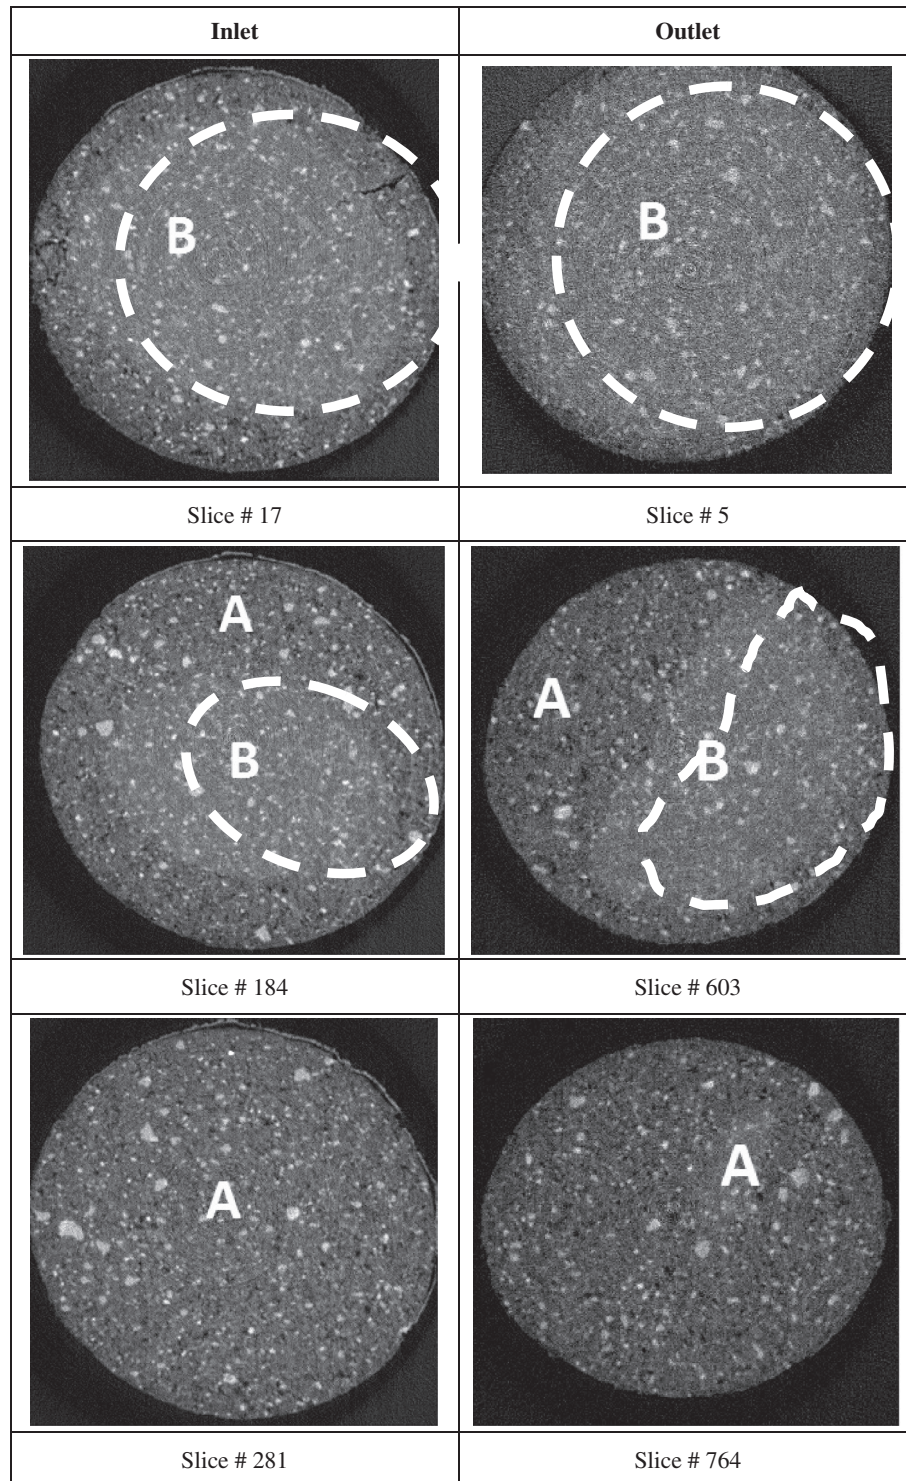 Inlet
Outlet
B
B
Slice # 17
Slice # 5
A
B
A
B
Slice # 184
Slice # 603
A
A
Slice # 281
Slice # 764